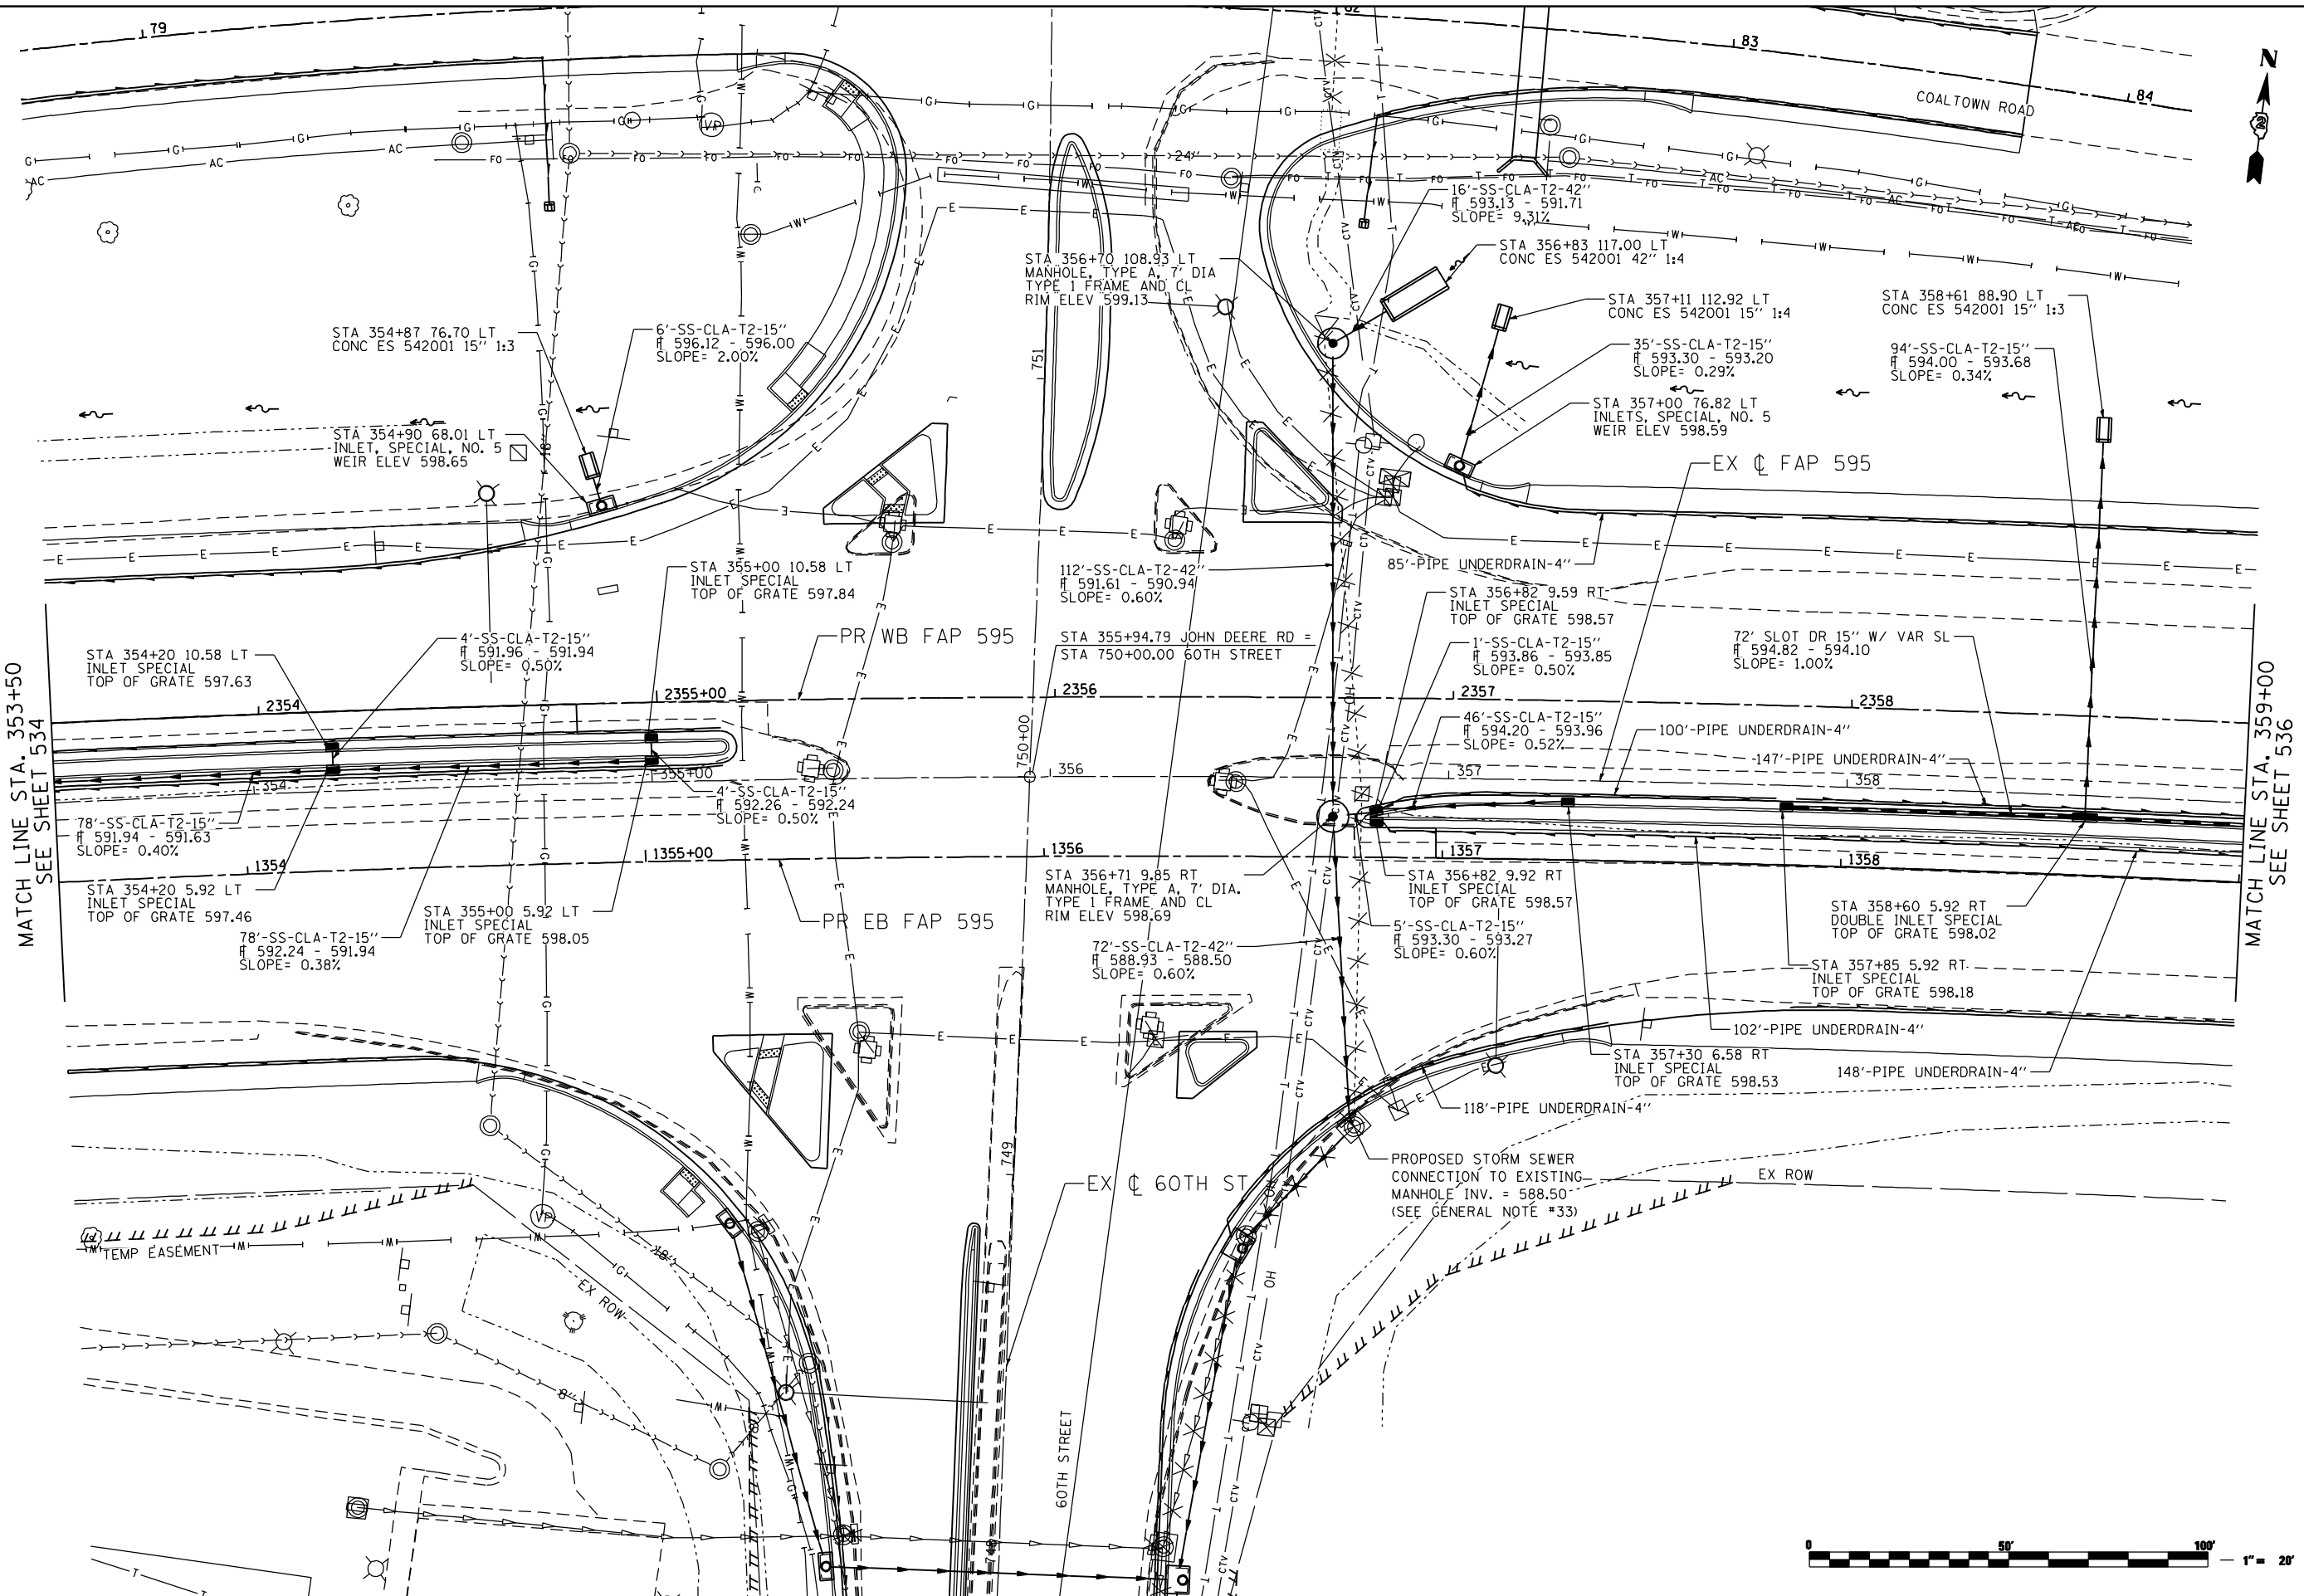 79
82
83
84
COALTOWN ROAD
N
2
24"
16'-SS-CLA-T2-42"
593.13 - 591.71
SLOPE= 9.31%
STA 356+83 117.00 LT
CONC ES 542001 42" 1:4
STA 356+70 108.93 LT
MANHOLE, TYPE A, 7' DIA
TYPE 1 FRAME AND CL
RIM ELEV 599.13
STA 357+11 112.92 LT
CONC ES 542001 15" 1:4
STA 358+61 88.90 LT
CONC ES 542001 15" 1:3
STA 354+87 76.70 LT
CONC ES 542001 15" 1:3
6'-SS-CLA-T2-15"
596.12 - 596.00
SLOPE= 2.00%
751
35'-SS-CLA-T2-15"
593.30 - 593.20
SLOPE= 0.29%
94'-SS-CLA-T2-15"
594.00 - 593.68
SLOPE= 0.34%
STA 357+00 76.82 LT
INLETS, SPECIAL, NO. 5
WEIR ELEV 598.59
STA 354+90 68.01 LT
INLET, SPECIAL, NO. 5
WEIR ELEV 598.65
EX ℄ FAP 595
STA 355+00 10.58 LT
INLET SPECIAL
TOP OF GRATE 597.84
112'-SS-CLA-T2-42"
591.61 - 590.94
SLOPE= 0.60%
85'-PIPE UNDERDRAIN-4"
STA 356+82 9.59 RT
INLET SPECIAL
TOP OF GRATE 598.57
PR WB FAP 595
STA 355+94.79 JOHN DEERE RD =
STA 750+00.00 60TH STREET
1'-SS-CLA-T2-15"
593.86 - 593.85
SLOPE= 0.50%
72' SLOT DR 15" W/ VAR SL
594.82 - 594.10
SLOPE= 1.00%
STA 354+20 10.58 LT
INLET SPECIAL
TOP OF GRATE 597.63
4'-SS-CLA-T2-15"
591.96 - 591.94
SLOPE= 0.50%
MATCH LINE STA. 353+50
SEE SHEET 534
2354
2355+00
2356
2357
2358
46'-SS-CLA-T2-15"
594.20 - 593.96
SLOPE= 0.52%
100'-PIPE UNDERDRAIN-4"
147'-PIPE UNDERDRAIN-4"
750+00
354
355+00
356
357
358
MATCH LINE STA. 359+00
SEE SHEET 536
4'-SS-CLA-T2-15"
592.26 - 592.24
SLOPE= 0.50%
78'-SS-CLA-T2-15"
591.94 - 591.63
SLOPE= 0.40%
1354
1355+00
1356
1357
1358
STA 354+20 5.92 LT
INLET SPECIAL
TOP OF GRATE 597.46
STA 355+00 5.92 LT
INLET SPECIAL
TOP OF GRATE 598.05
78'-SS-CLA-T2-15"
592.24 - 591.94
SLOPE= 0.38%
PR EB FAP 595
STA 356+71 9.85 RT
MANHOLE, TYPE A, 7' DIA.
TYPE 1 FRAME AND CL
RIM ELEV 598.69
STA 356+82 9.92 RT
INLET SPECIAL
TOP OF GRATE 598.57
STA 358+60 5.92 RT
DOUBLE INLET SPECIAL
TOP OF GRATE 598.02
72'-SS-CLA-T2-42"
588.93 - 588.50
SLOPE= 0.60%
5'-SS-CLA-T2-15"
593.30 - 593.27
SLOPE= 0.60%
STA 357+85 5.92 RT
INLET SPECIAL
TOP OF GRATE 598.18
102'-PIPE UNDERDRAIN-4"
STA 357+30 6.58 RT
INLET SPECIAL
TOP OF GRATE 598.53
148'-PIPE UNDERDRAIN-4"
118'-PIPE UNDERDRAIN-4"
749
EX ℄ 60TH ST
PROPOSED STORM SEWER
CONNECTION TO EXISTING
MANHOLE INV. = 588.50
(SEE GENERAL NOTE #33)
EX ROW
TEMP EASEMENT
EX ROW
18"
8"
60TH STREET
0 50' 100'
1" = 20'